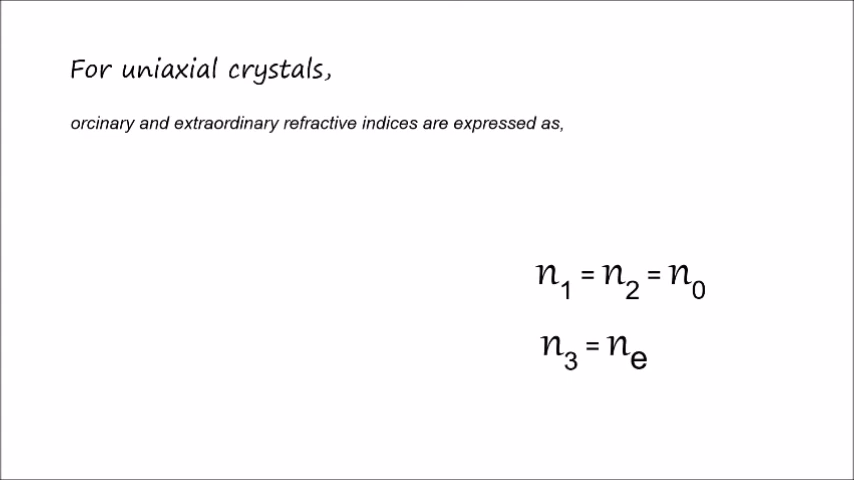 For uniaxial crystals,
orcinary and extraordinary refractive indices are expressed as,
n₁ = n₂ = n₀
n₃ = nₑ